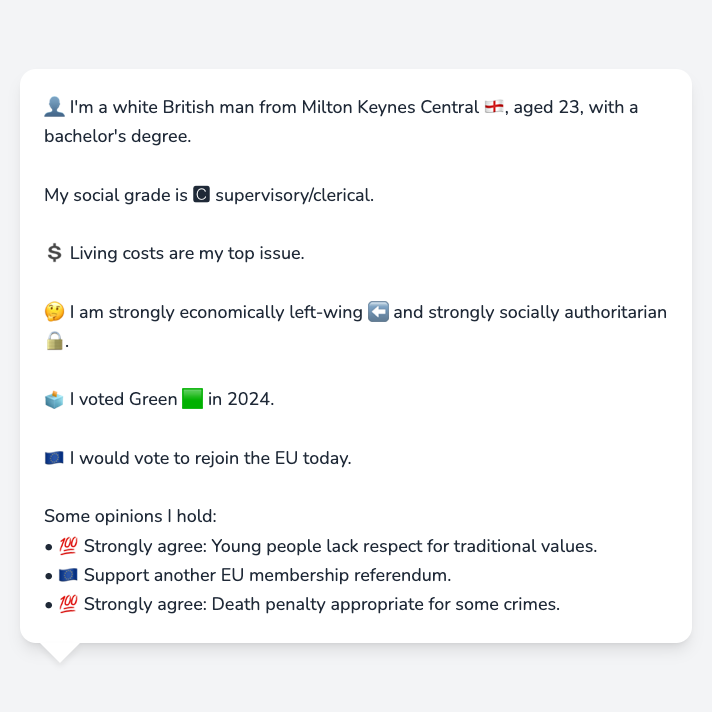 👤 I'm a white British man from Milton Keynes Central 🏴󠁧󠁢󠁥󠁮󠁧󠁿, aged 23, with a
bachelor's degree.
My social grade is 🅲 supervisory/clerical.
💲 Living costs are my top issue.
🤔 I am strongly economically left-wing ⬅️ and strongly socially authoritarian
🔒.
🗳️ I voted Green 🟩 in 2024.
🇪🇺 I would vote to rejoin the EU today.
Some opinions I hold:
• 💯 Strongly agree: Young people lack respect for traditional values.
• 🇪🇺 Support another EU membership referendum.
• 💯 Strongly agree: Death penalty appropriate for some crimes.